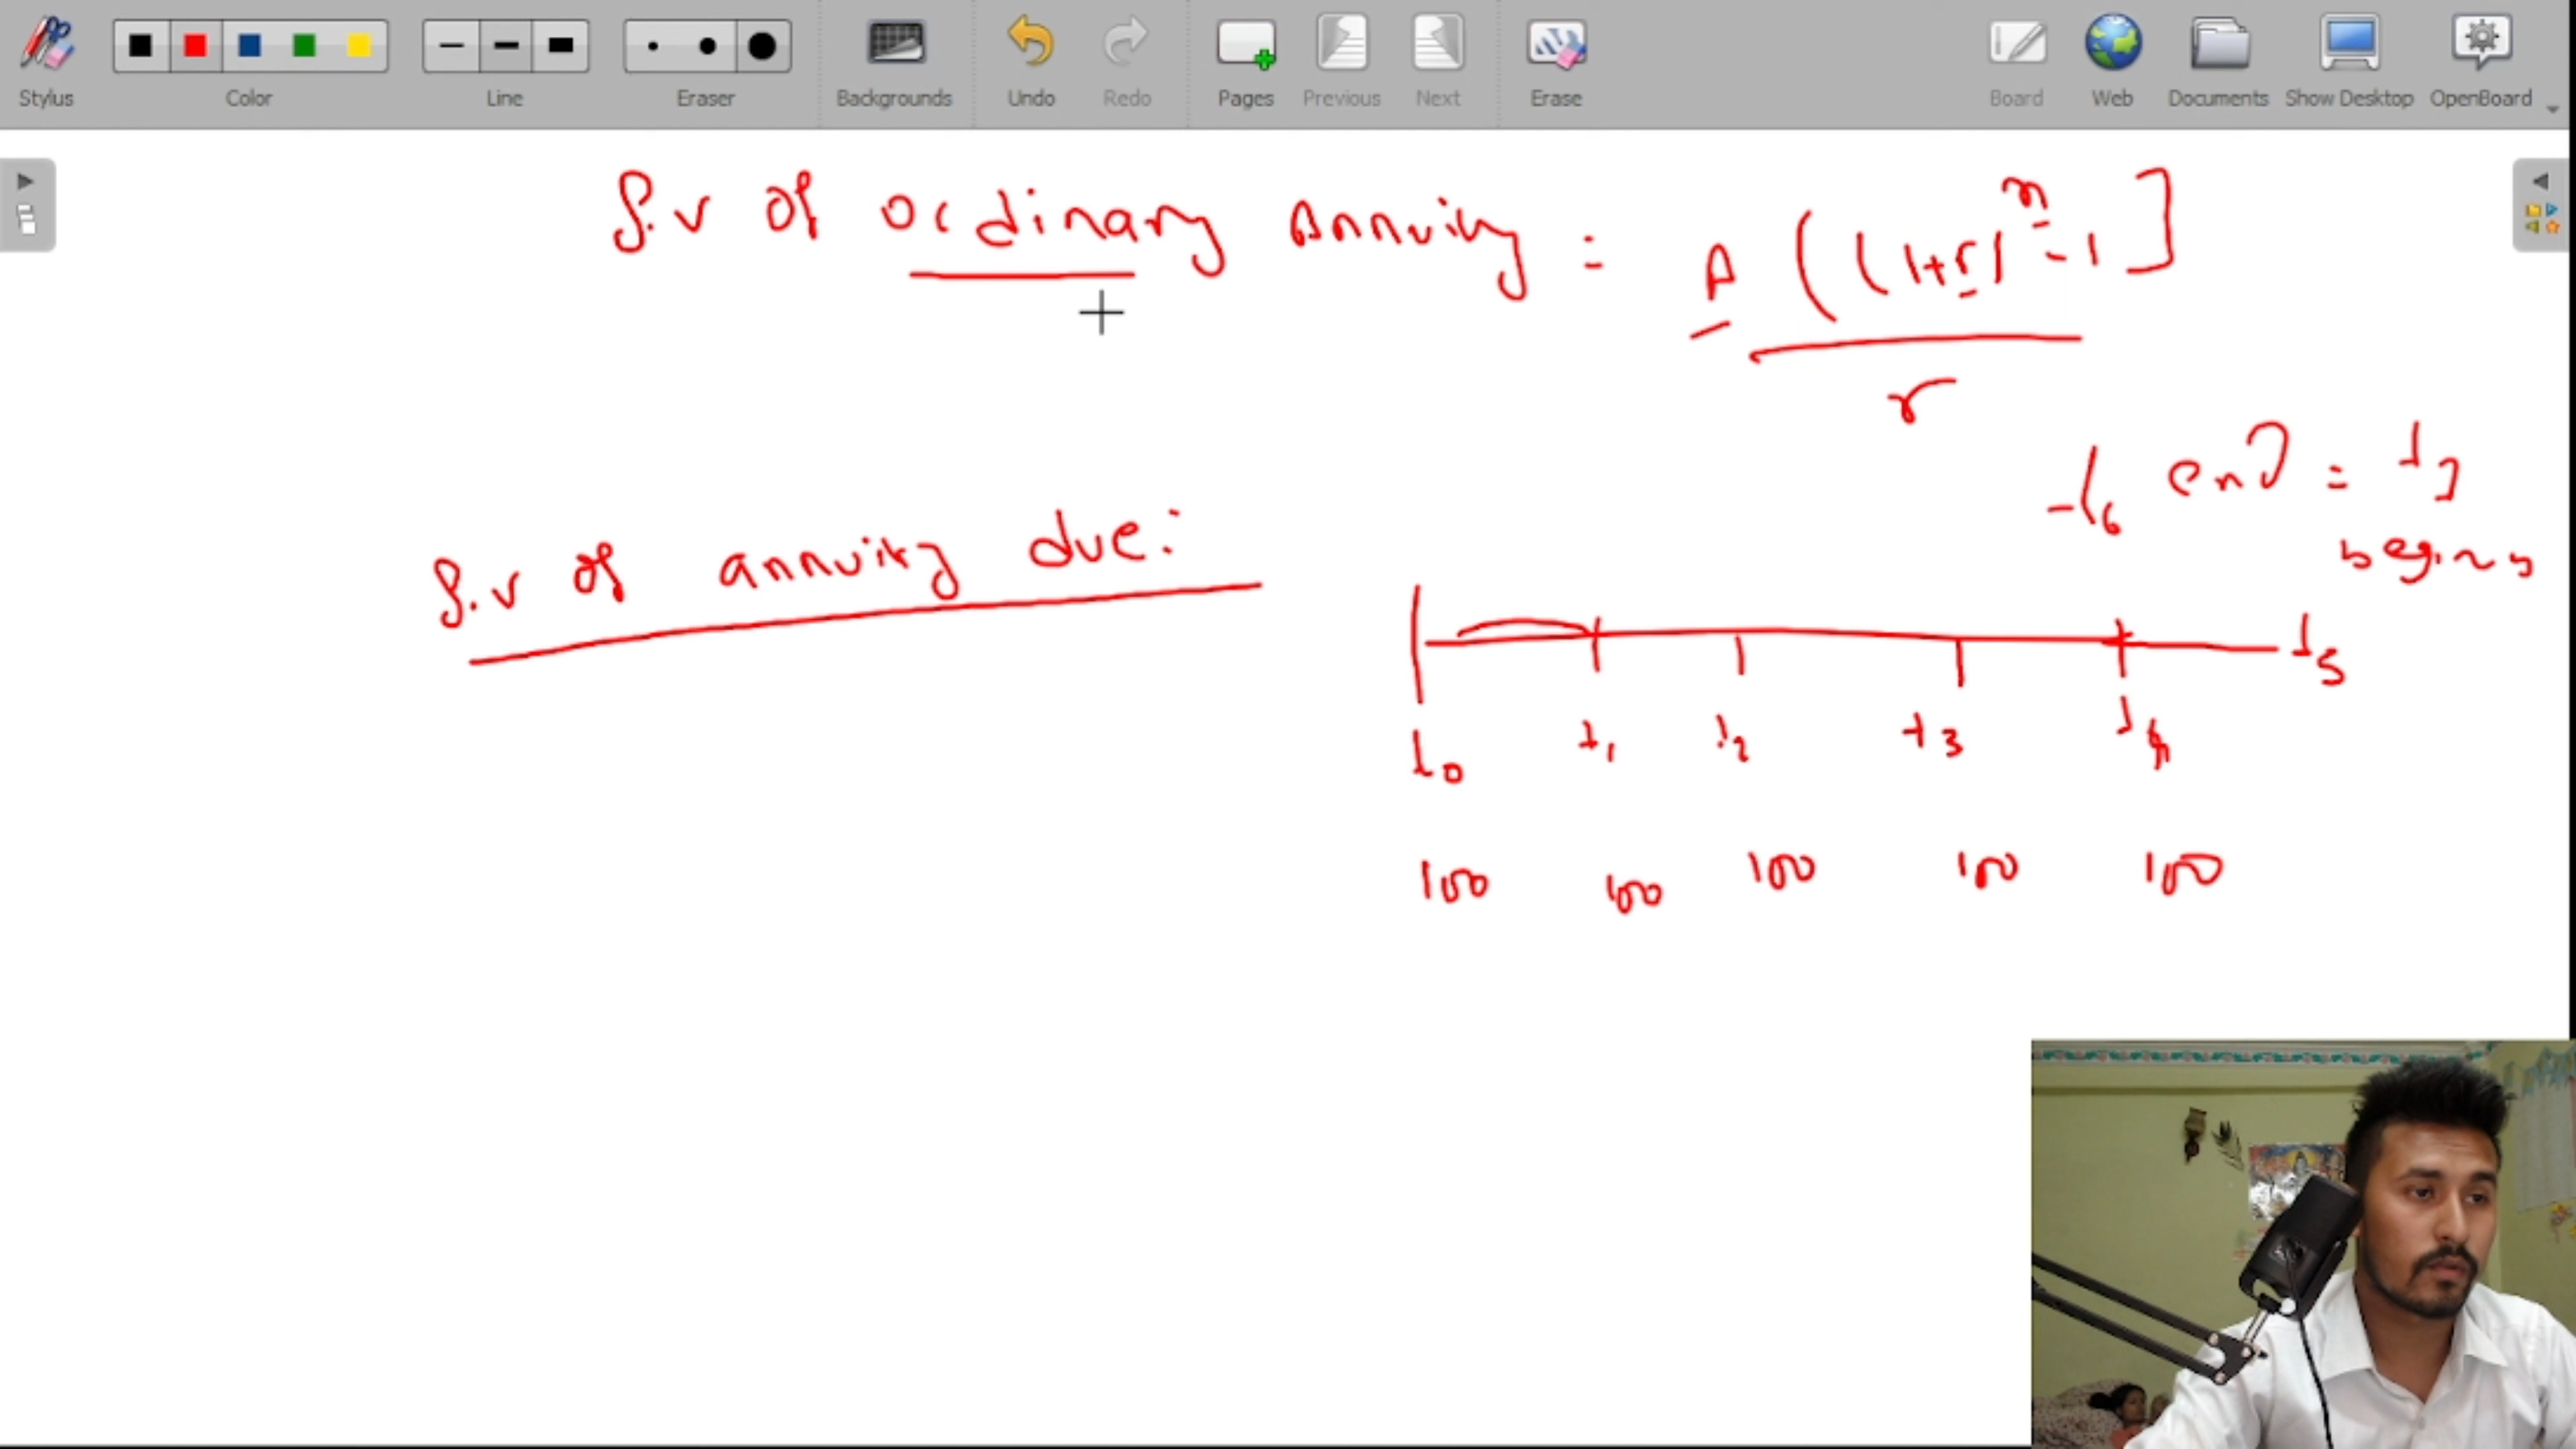 Stylus Color Line Eraser Backgrounds Undo Redo Pages Previous Next Erase Board Web Documents Show Desktop OpenBoard
f.v of ordinary Annuity = A ((1+r)^n - 1]
r
t6 end = t7
begins
f.v of annuity due:
t5
t0 t1 t2 t3 t4
100 100 100 100 100